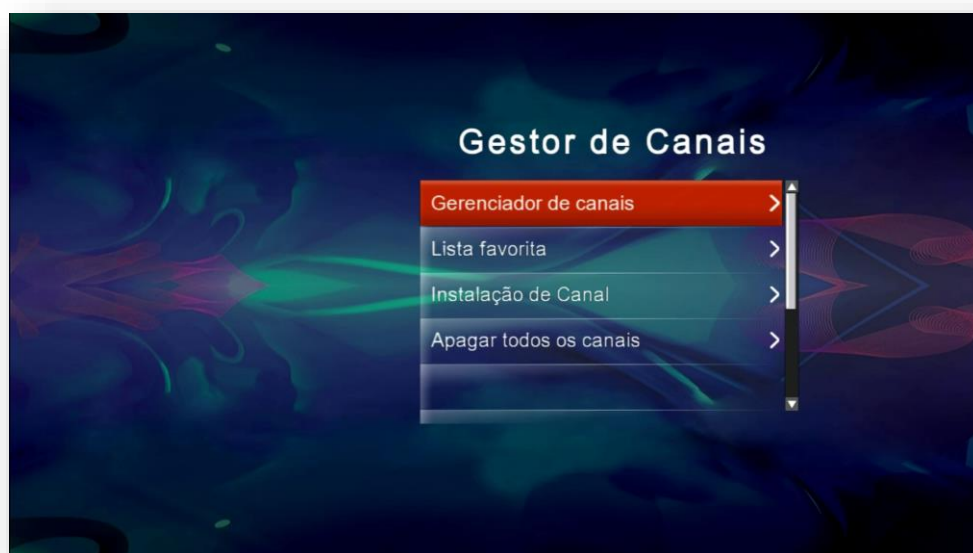 Gestor de Canais
Gerenciador de canais
Lista favorita
Instalação de Canal
Apagar todos os canais